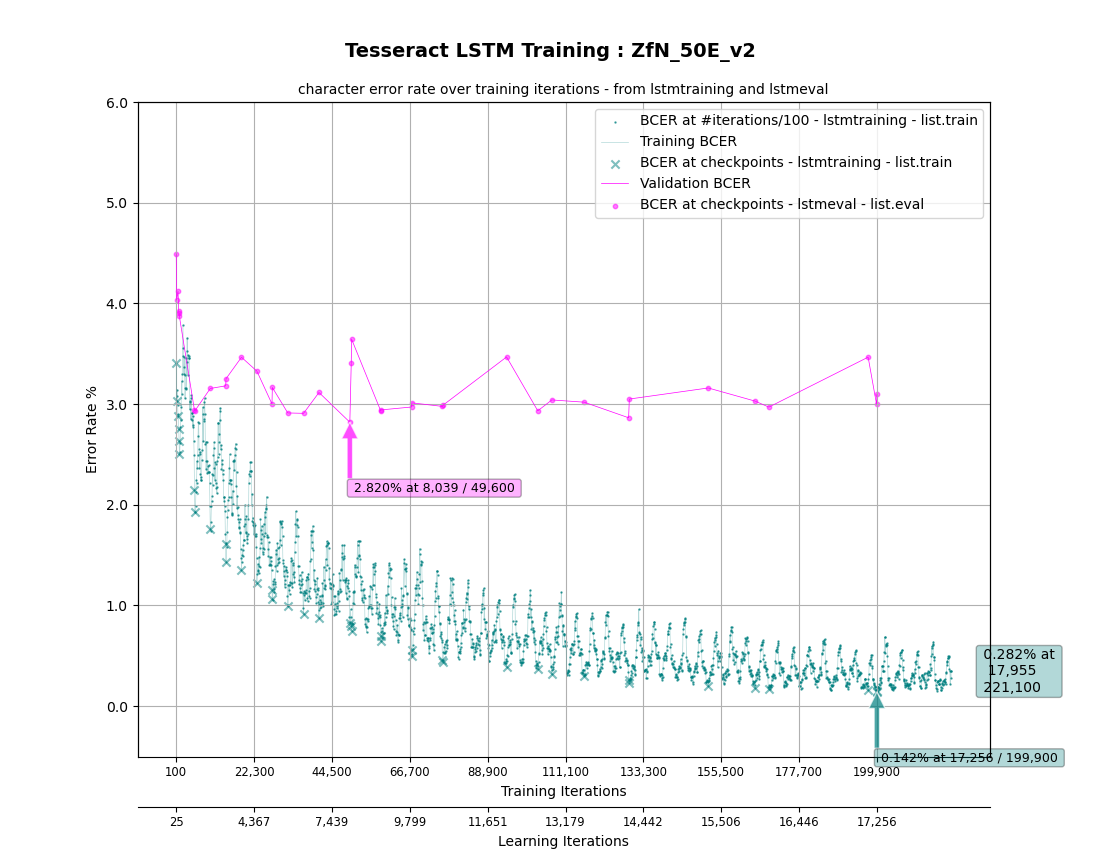 Tesseract LSTM Training : ZfN_50E_v2
character error rate over training iterations - from lstmtraining and lstmeval
BCER at #iterations/100 - lstmtraining - list.train
Training BCER
BCER at checkpoints - lstmtraining - list.train
Validation BCER
BCER at checkpoints - lstmeval - list.eval
Error Rate %
6.0
5.0
4.0
3.0
2.0
1.0
0.0
2.820% at 8,039 / 49,600
0.282% at
17,955
221,100
0.142% at 17,256 / 199,900
100 22,300 44,500 66,700 88,900 111,100 133,300 155,500 177,700 199,900
Training Iterations
25 4,367 7,439 9,799 11,651 13,179 14,442 15,506 16,446 17,256
Learning Iterations